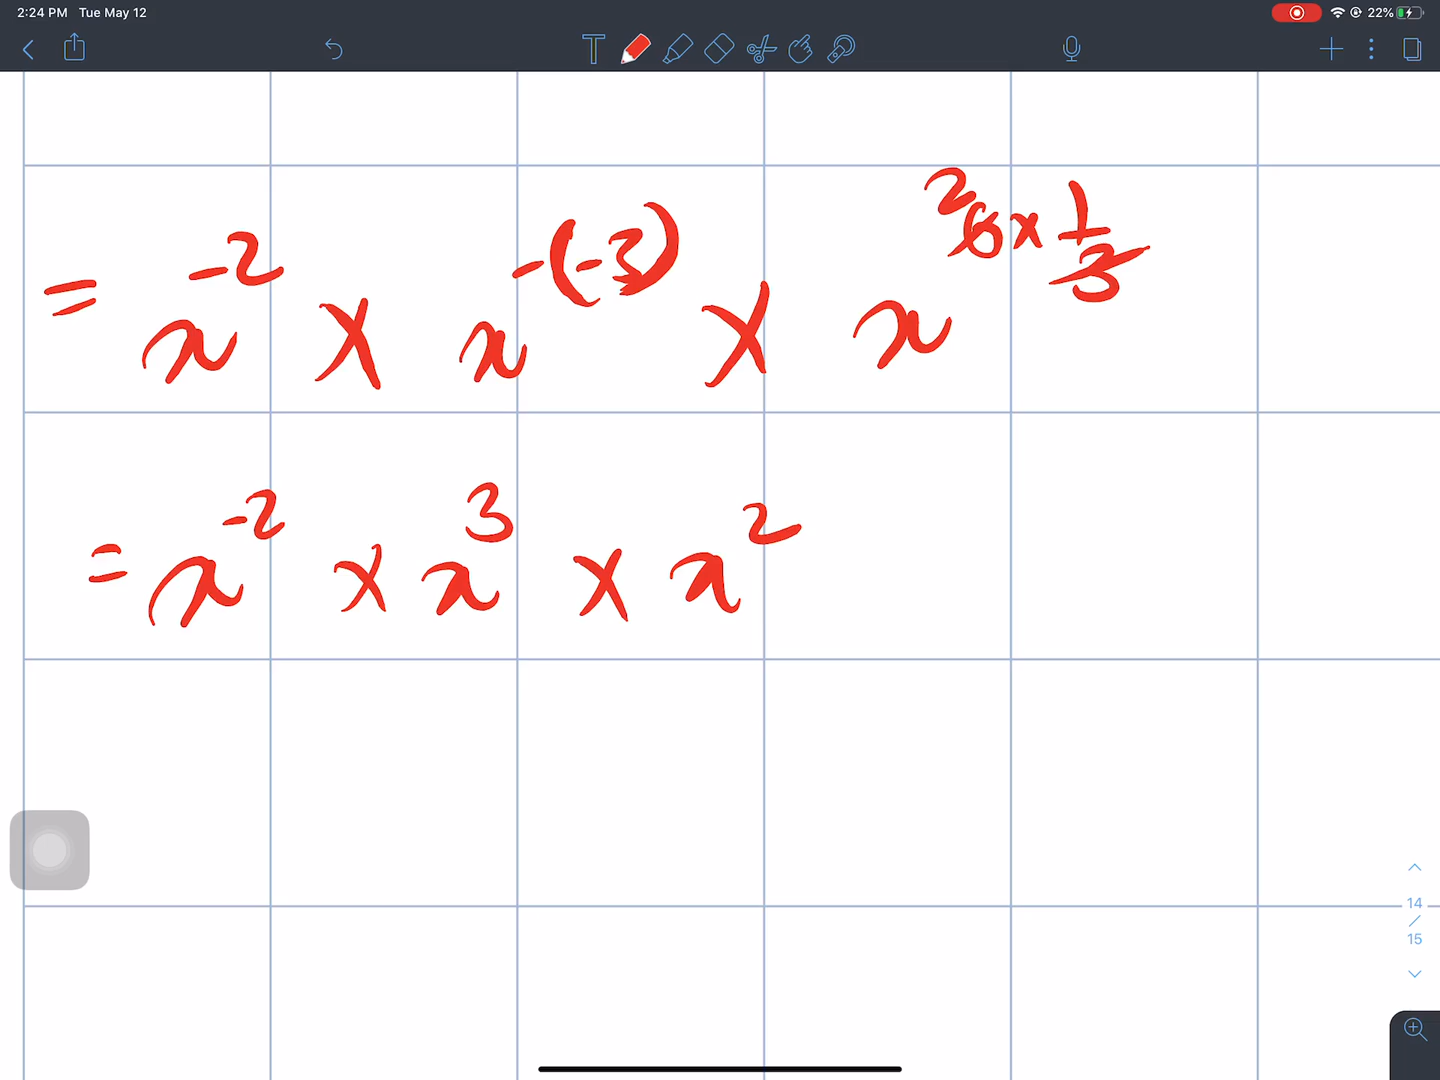 2:24 PM Tue May 12
22%
T
= x^-2 × x^-(-3) × x^2 6 × 1/3
= x^-2 × x^3 × x^2
14
/
15